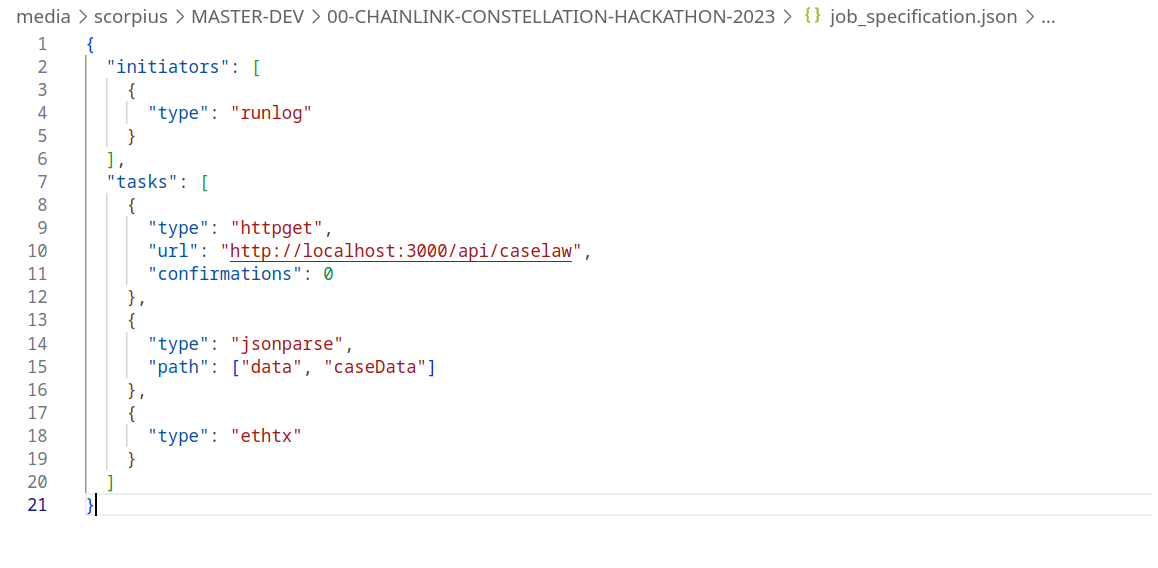 media > scorpius > MASTER-DEV > 00-CHAINLINK-CONSTELLATION-HACKATHON-2023 > {} job_specification.json > ...
1 {
2   "initiators": [
3     {
4       "type": "runlog"
5     }
6   ],
7   "tasks": [
8     {
9       "type": "httpget",
10       "url": "http://localhost:3000/api/caselaw",
11       "confirmations": 0
12     },
13     {
14       "type": "jsonparse",
15       "path": ["data", "caseData"]
16     },
17     {
18       "type": "ethtx"
19     }
20   ]
21 }